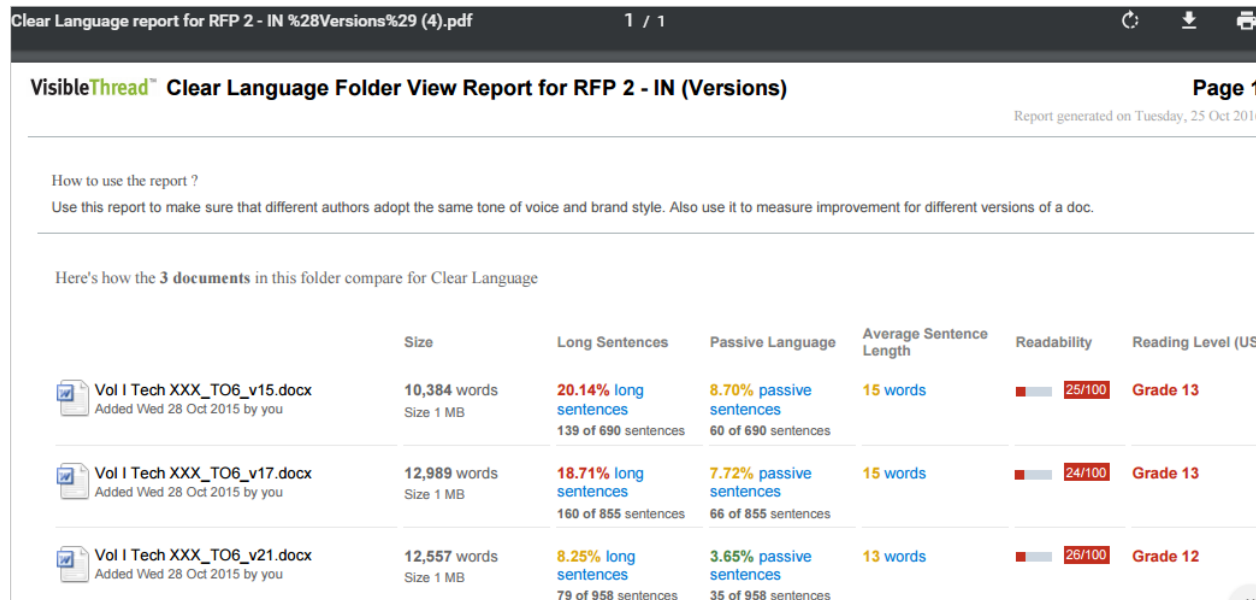 Clear Language report for RFP 2 - IN %28Versions%29 (4).pdf 1 / 1
VisibleThread™ Clear Language Folder View Report for RFP 2 - IN (Versions) Page 1
Report generated on Tuesday, 25 Oct 201
How to use the report ?
Use this report to make sure that different authors adopt the same tone of voice and brand style. Also use it to measure improvement for different versions of a doc.
Here's how the 3 documents in this folder compare for Clear Language
Size Long Sentences Passive Language Average Sentence Length Readability Reading Level (US
Vol I Tech XXX_TO6_v15.docx 10,384 words 20.14% long sentences 8.70% passive sentences 15 words 25/100 Grade 13
Added Wed 28 Oct 2015 by you Size 1 MB 139 of 690 sentences 60 of 690 sentences
Vol I Tech XXX_TO6_v17.docx 12,989 words 18.71% long sentences 7.72% passive sentences 15 words 24/100 Grade 13
Added Wed 28 Oct 2015 by you Size 1 MB 160 of 855 sentences 66 of 855 sentences
Vol I Tech XXX_TO6_v21.docx 12,557 words 8.25% long sentences 3.65% passive sentences 13 words 26/100 Grade 12
Added Wed 28 Oct 2015 by you Size 1 MB 79 of 958 sentences 35 of 958 sentences